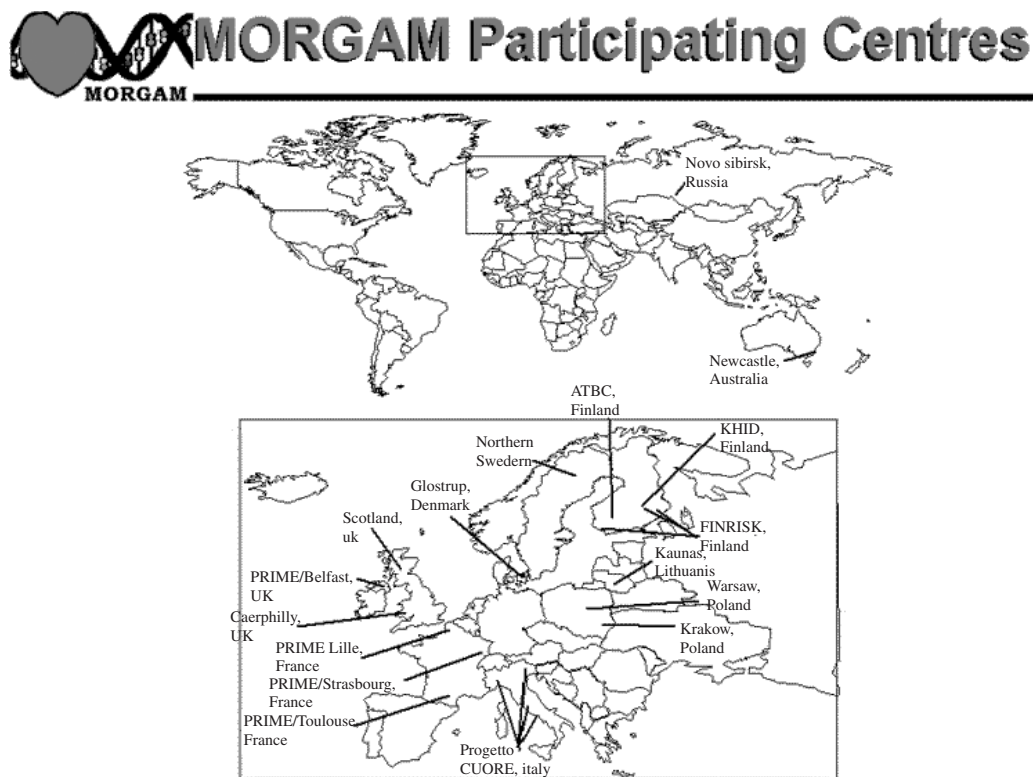 MORGAM Participating Centres
MORGAM
Novo sibirsk,
Russia
Newcastle,
Australia
ATBC,
Finland
KHID,
Finland
Northern
Swedern
Glostrup,
Denmark
Scotland,
uk
FINRISK,
Finland
Kaunas,
Lithuanis
PRIME/Belfast,
UK
Warsaw,
Poland
Caerphilly,
UK
Krakow,
Poland
PRIME Lille,
France
PRIME/Strasbourg,
France
PRIME/Toulouse
France
Progetto
CUORE, italy